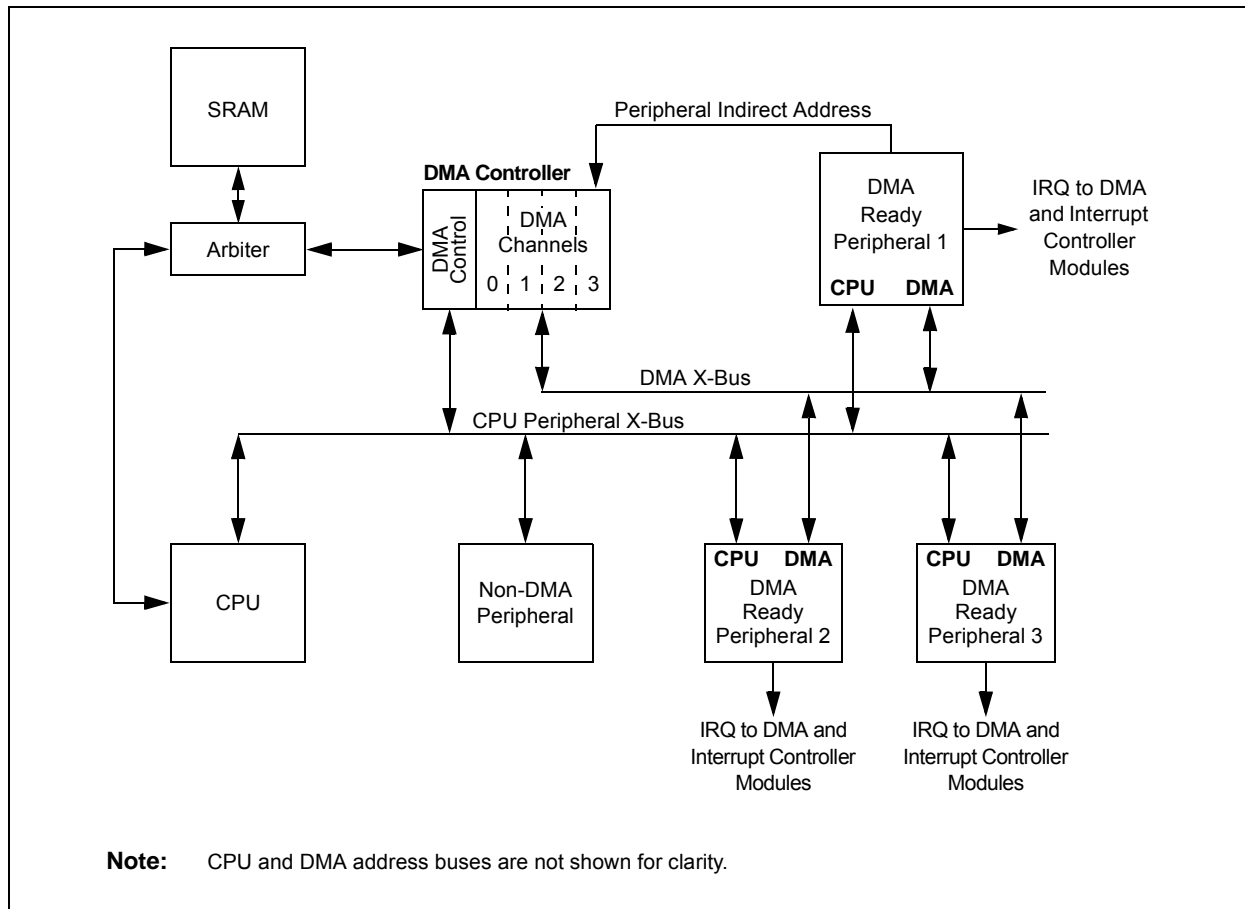 SRAM
Peripheral Indirect Address
DMA Controller
DMA
Ready
Peripheral 1
CPU DMA
IRQ to DMA
and Interrupt
Controller
Modules
Arbiter
DMA
Control
DMA
Channels
0 1 2 3
DMA X-Bus
CPU Peripheral X-Bus
CPU
Non-DMA
Peripheral
CPU DMA
DMA
Ready
Peripheral 2
CPU DMA
DMA
Ready
Peripheral 3
IRQ to DMA and
Interrupt Controller
Modules
IRQ to DMA and
Interrupt Controller
Modules
Note: CPU and DMA address buses are not shown for clarity.